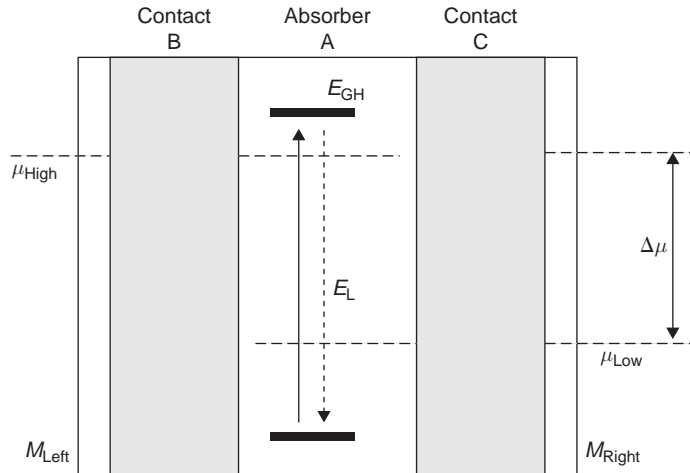 Contact
B
Absorber
A
Contact
C
E_GH
μ_High
Δμ
E_L
μ_Low
M_Left
M_Right